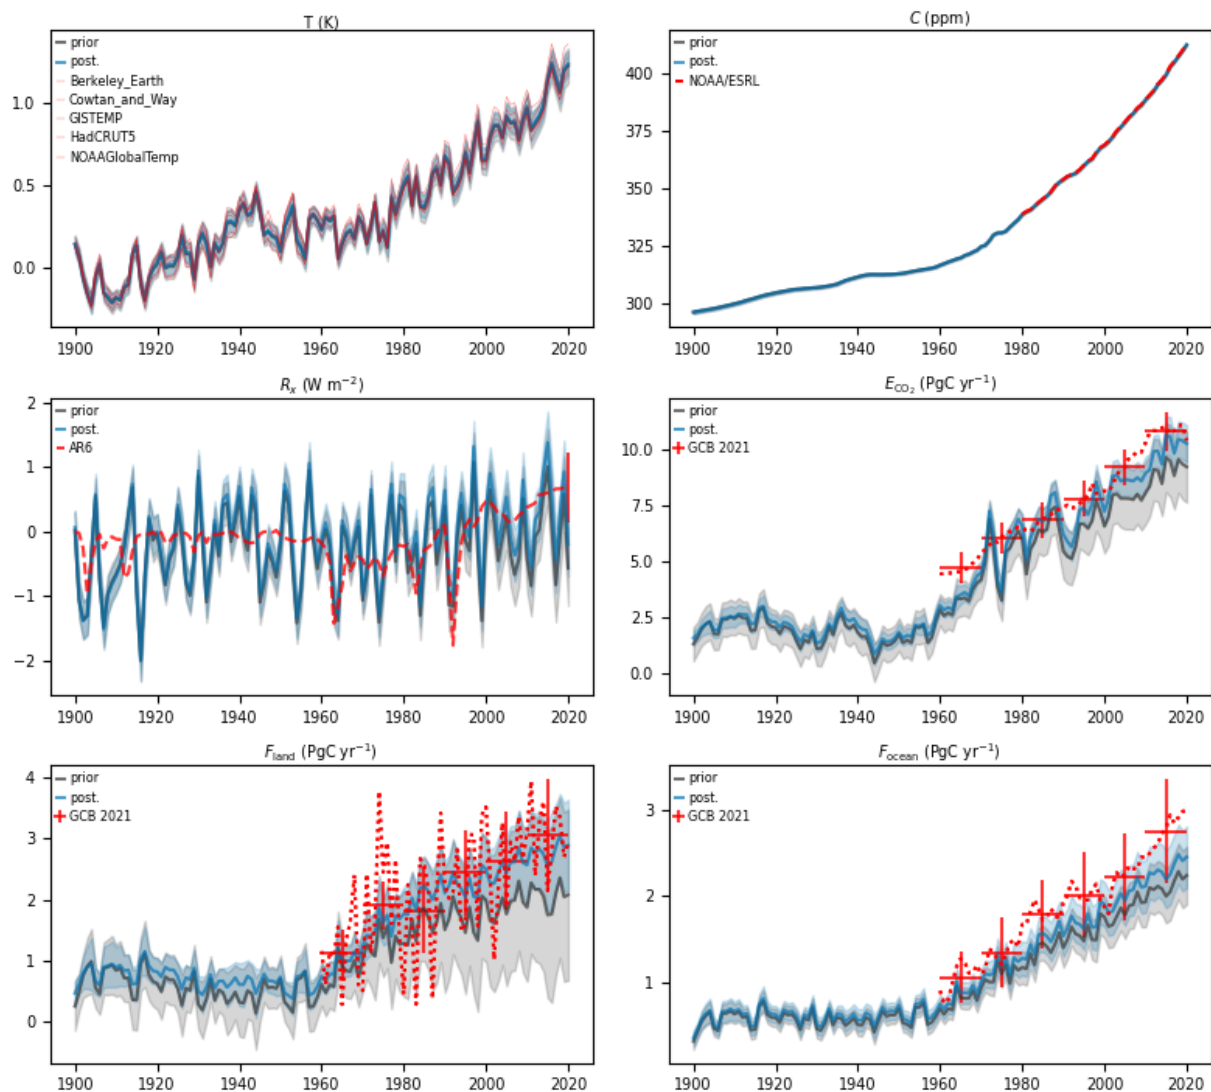 T (K)
prior
post.
Berkeley_Earth
Cowtan_and_Way
GISTEMP
HadCRUT5
NOAAGlobalTemp
1.0
0.5
0.0
1900 1920 1940 1960 1980 2000 2020
C (ppm)
prior
post.
NOAA/ESRL
400
375
350
325
300
1900 1920 1940 1960 1980 2000 2020
Rₓ (W m⁻²)
prior
post.
AR6
2
1
0
−1
−2
1900 1920 1940 1960 1980 2000 2020
E_CO₂ (PgC yr⁻¹)
prior
post.
GCB 2021
10.0
7.5
5.0
2.5
0.0
1900 1920 1940 1960 1980 2000 2020
F_land (PgC yr⁻¹)
prior
post.
GCB 2021
4
3
2
1
0
1900 1920 1940 1960 1980 2000 2020
F_ocean (PgC yr⁻¹)
prior
post.
GCB 2021
3
2
1
1900 1920 1940 1960 1980 2000 2020